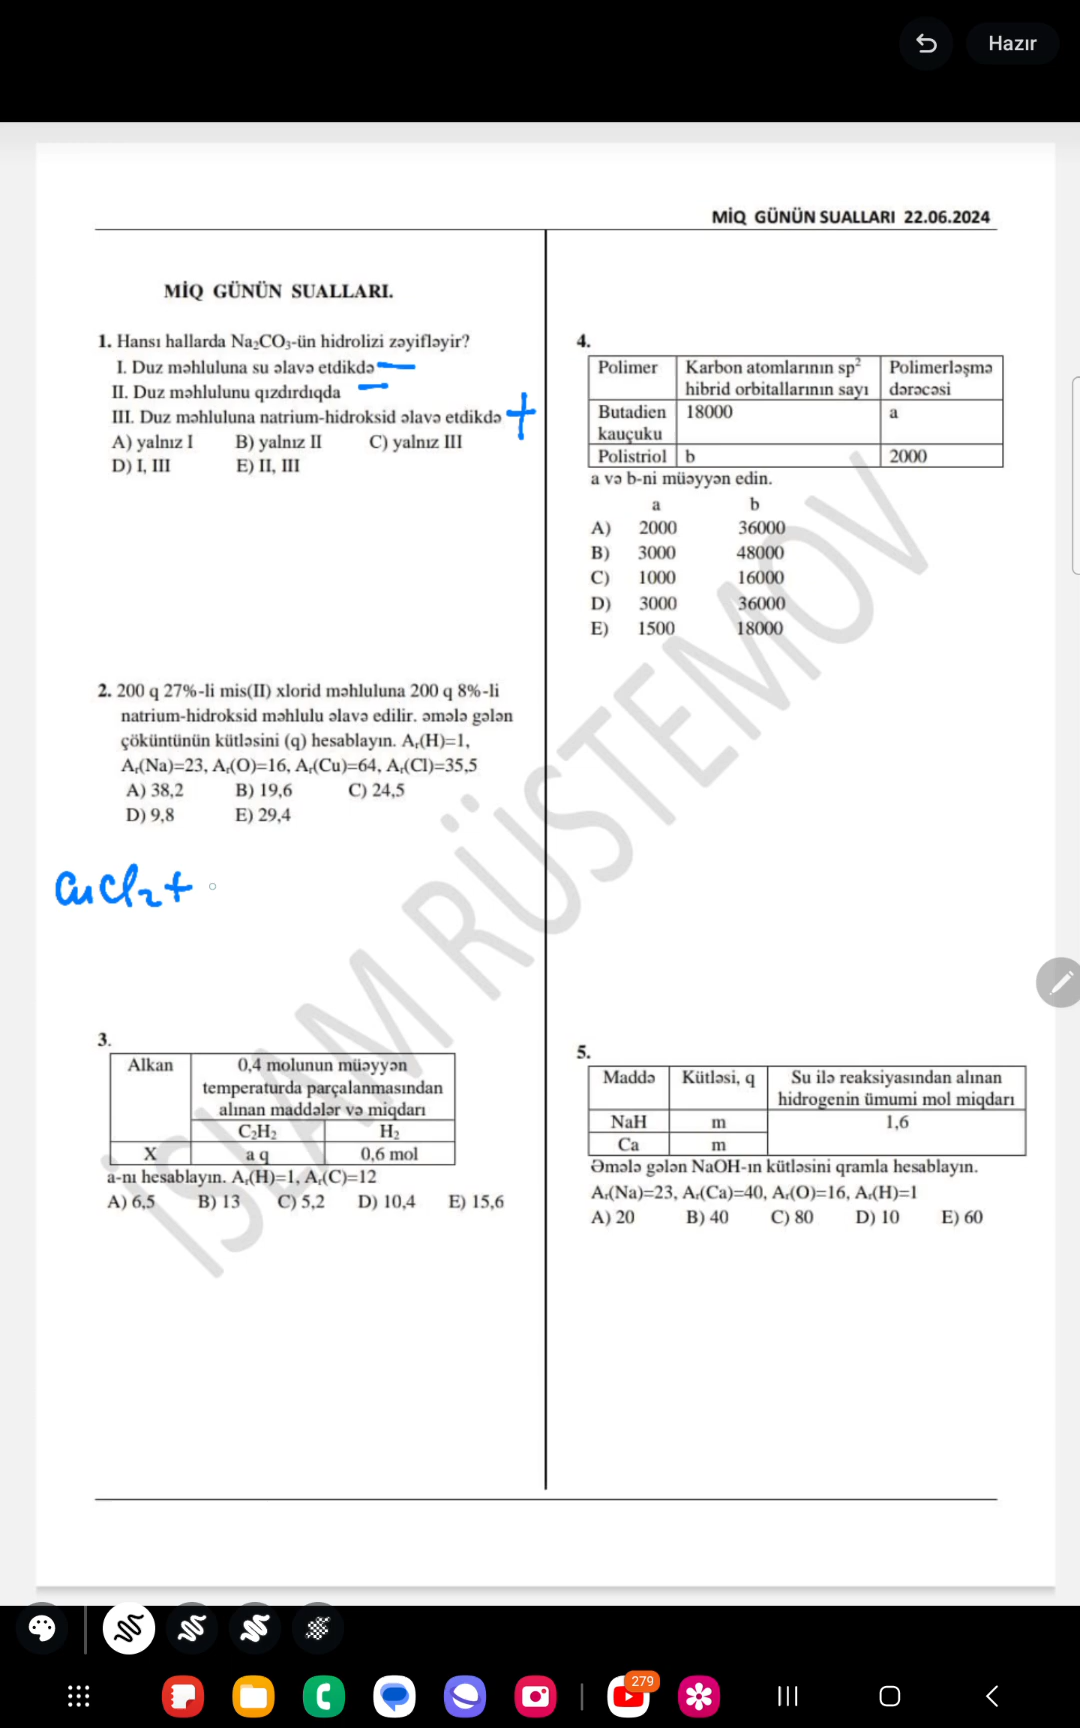 Hazır
MİQ GÜNÜN SUALLARI 22.06.2024
MİQ GÜNÜN SUALLARI.
1. Hansı hallarda Na₂CO₃-ün hidrolizi zəyifləyir?
I. Duz məhluluna su əlavə etdikdə
II. Duz məhlulunu qızdırdıqda
III. Duz məhluluna natrium-hidroksid əlavə etdikdə +
A) yalnız I B) yalnız II C) yalnız III
D) I, III E) II, III
2. 200 q 27%-li mis(II) xlorid məhluluna 200 q 8%-li
natrium-hidroksid məhlulu əlavə edilir. əmələ gələn
çöküntünün kütləsini (q) hesablayın. Aᵣ(H)=1,
Aᵣ(Na)=23, Aᵣ(O)=16, Aᵣ(Cu)=64, Aᵣ(Cl)=35,5
A) 38,2 B) 19,6 C) 24,5
D) 9,8 E) 29,4
CuCl₂+
3.
Alkan 0,4 molunun müəyyən
temperaturda parçalanmasından
alınan maddələr və miqdarı
C₂H₂ H₂
X a q 0,6 mol
a-nı hesablayın. Aᵣ(H)=1, Aᵣ(C)=12
A) 6,5 B) 13 C) 5,2 D) 10,4 E) 15,6
4.
Polimer Karbon atomlarının sp² Polimerləşmə
hibrid orbitallarının sayı dərəcəsi
Butadien 18000 a
kauçuku
Polistriol b 2000
a və b-ni müəyyən edin.
a b
A) 2000 36000
B) 3000 48000
C) 1000 16000
D) 3000 36000
E) 1500 18000
5.
Maddə Kütləsi, q Su ilə reaksiyasından alınan
hidrogenin ümumi mol miqdarı
NaH m 1,6
Ca m
Əmələ gələn NaOH-ın kütləsini qramla hesablayın.
Aᵣ(Na)=23, Aᵣ(Ca)=40, Aᵣ(O)=16, Aᵣ(H)=1
A) 20 B) 40 C) 80 D) 10 E) 60
İSLAM RÜSTEMOV
279